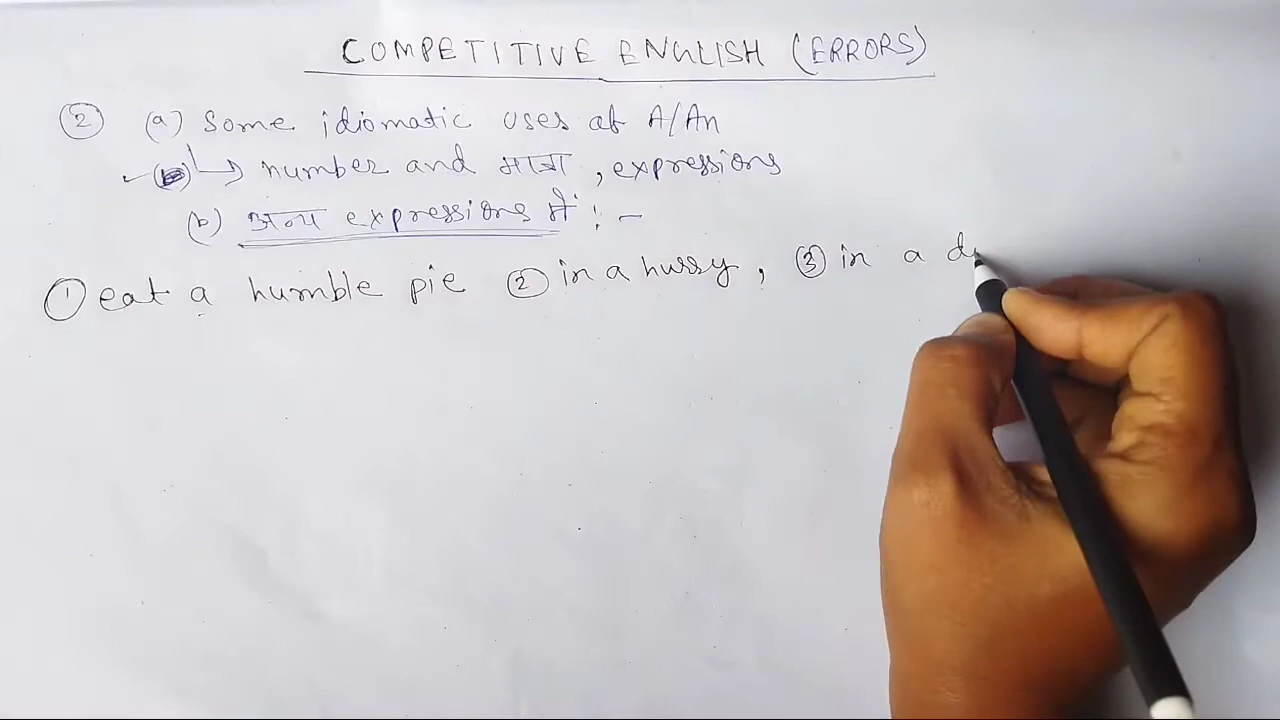 COMPETITIVE ENGLISH (ERRORS)
② (a) Some idiomatic uses of A/An
(b) ↳ number and मात्रा, expressions
(b) अन्य expressions में :-
① eat a humble pie ② in a hurry, ③ in a d